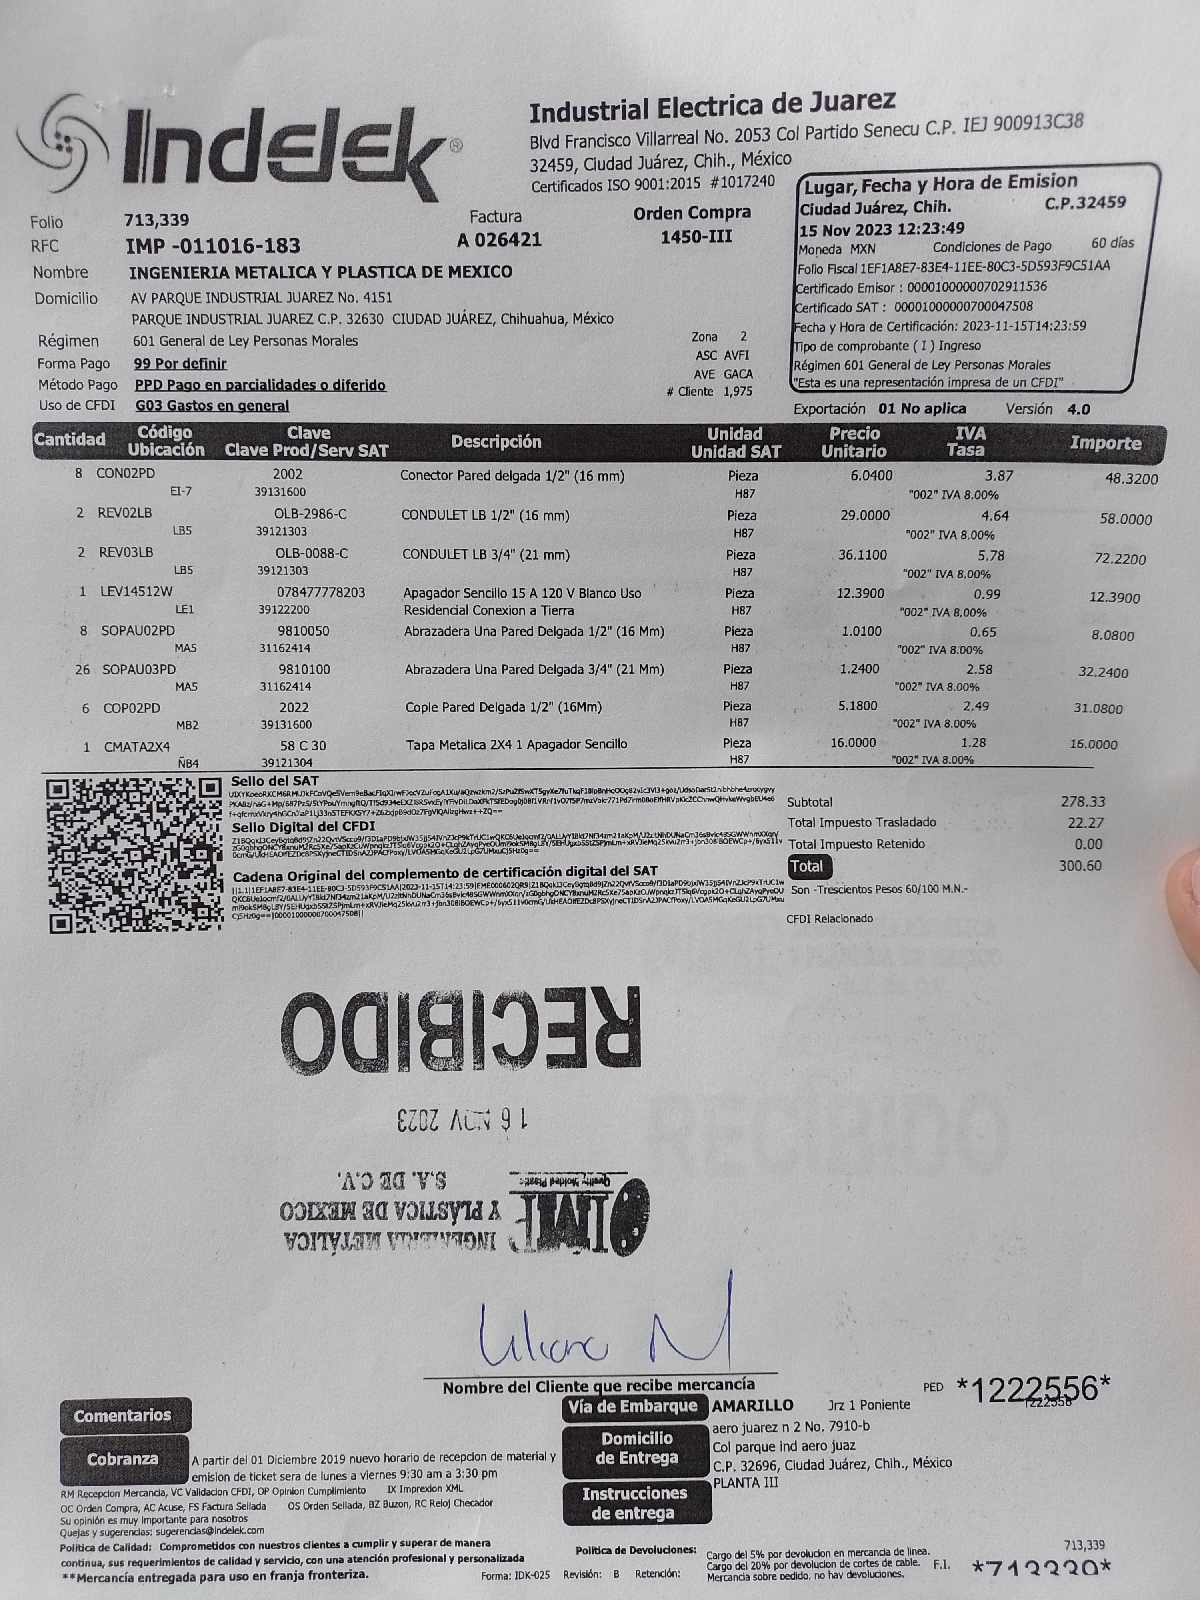 Indelek®
Industrial Electrica de Juarez
Blvd Francisco Villarreal No. 2053 Col Partido Senecu C.P. IEJ 900913C38
32459, Ciudad Juárez, Chih., México
Certificados ISO 9001:2015 #1017240
Folio 713,339 Factura Orden Compra
RFC IMP -011016-183 A 026421 1450-III
Nombre INGENIERIA METALICA Y PLASTICA DE MEXICO
Domicilio AV PARQUE INDUSTRIAL JUAREZ No. 4151
PARQUE INDUSTRIAL JUAREZ C.P. 32630 CIUDAD JUÁREZ, Chihuahua, México
Régimen 601 General de Ley Personas Morales
Forma Pago 99 Por definir
Método Pago PPD Pago en parcialidades o diferido
Uso de CFDI G03 Gastos en general
Zona 2
ASC AVFI
AVE GACA
# Cliente 1,975
Lugar, Fecha y Hora de Emision
Ciudad Juárez, Chih. C.P.32459
15 Nov 2023 12:23:49
Moneda MXN Condiciones de Pago 60 días
Folio Fiscal 1EF1A8E7-83E4-11EE-80C3-5D593F9C51AA
Certificado Emisor : 00001000000702911536
Certificado SAT : 00001000000700047508
Fecha y Hora de Certificación: 2023-11-15T14:23:59
Tipo de comprobante ( I ) Ingreso
Régimen 601 General de Ley Personas Morales
"Esta es una representación impresa de un CFDI"
Exportación 01 No aplica Versión 4.0
Cantidad Código Clave Descripción Unidad Precio IVA Importe
Ubicación Clave Prod/Serv SAT Unidad SAT Unitario Tasa
8 CON02PD 2002 Conector Pared delgada 1/2" (16 mm) Pieza 6.0400 3.87 48.3200
EI-7 39131600 H87 "002" IVA 8.00%
2 REV02LB OLB-2986-C CONDULET LB 1/2" (16 mm) Pieza 29.0000 4.64 58.0000
LB5 39121303 H87 "002" IVA 8.00%
2 REV03LB OLB-0088-C CONDULET LB 3/4" (21 mm) Pieza 36.1100 5.78 72.2200
LB5 39121303 H87 "002" IVA 8.00%
1 LEV14512W 078477778203 Apagador Sencillo 15 A 120 V Blanco Uso Pieza 12.3900 0.99 12.3900
LE1 39122200 Residencial Conexion a Tierra H87 "002" IVA 8.00%
8 SOPAU02PD 9810050 Abrazadera Una Pared Delgada 1/2" (16 Mm) Pieza 1.0100 0.65 8.0800
MA5 31162414 H87 "002" IVA 8.00%
26 SOPAU03PD 9810100 Abrazadera Una Pared Delgada 3/4" (21 Mm) Pieza 1.2400 2.58 32.2400
MA5 31162414 H87 "002" IVA 8.00%
6 COP02PD 2022 Cople Pared Delgada 1/2" (16Mm) Pieza 5.1800 2.49 31.0800
MB2 39131600 H87 "002" IVA 8.00%
1 CMATA2X4 58 C 30 Tapa Metalica 2X4 1 Apagador Sencillo Pieza 16.0000 1.28 16.0000
ÑB4 39121304 H87 "002" IVA 8.00%
Sello del SAT
Sello Digital del CFDI
Cadena Original del complemento de certificación digital del SAT
Subtotal 278.33
Total Impuesto Trasladado 22.27
Total Impuesto Retenido 0.00
Total 300.60
Son -Trescientos Pesos 60/100 M.N.-
CFDI Relacionado
RECIBIDO
16 NOV 2023
INGENIERIA METÁLICA
Y PLÁSTICA DE MEXICO
S.A. DE C.V.
IMP
Quality Molded Plastic
Nombre del Cliente que recibe mercancía
PED *1222556*
1222556
Comentarios
Cobranza A partir del 01 Diciembre 2019 nuevo horario de recepcion de material y
emision de ticket sera de lunes a viernes 9:30 am a 3:30 pm
RM Recepcion Mercancia, VC Validacion CFDI, OP Opinion Cumplimiento IX Impresion XML
OC Orden Compra, AC Acuse, FS Factura Sellada OS Orden Sellada, BZ Buzon, RC Reloj Checador
Su opinión es muy importante para nosotros
Quejas y sugerencias: sugerencias@indelek.com
Politica de Calidad: Comprometidos con nuestros clientes a cumplir y superar de manera
continua, sus requerimientos de calidad y servicio, con una atención profesional y personalizada
**Mercancía entregada para uso en franja fronteriza.
Vía de Embarque AMARILLO Jrz 1 Poniente
Domicilio de Entrega
aero juarez n 2 No. 7910-b
Col parque ind aero juaz
C.P. 32696, Ciudad Juárez, Chih., México
PLANTA III
Instrucciones de entrega
Politica de Devoluciones: Cargo del 5% por devolucion en mercancia de linea.
Cargo del 20% por devolucion de cortes de cable.
Mercancia sobre pedido, no hay devoluciones.
Forma: IDK-025 Revisión: B Retención:
713,339
F.I. *713339*